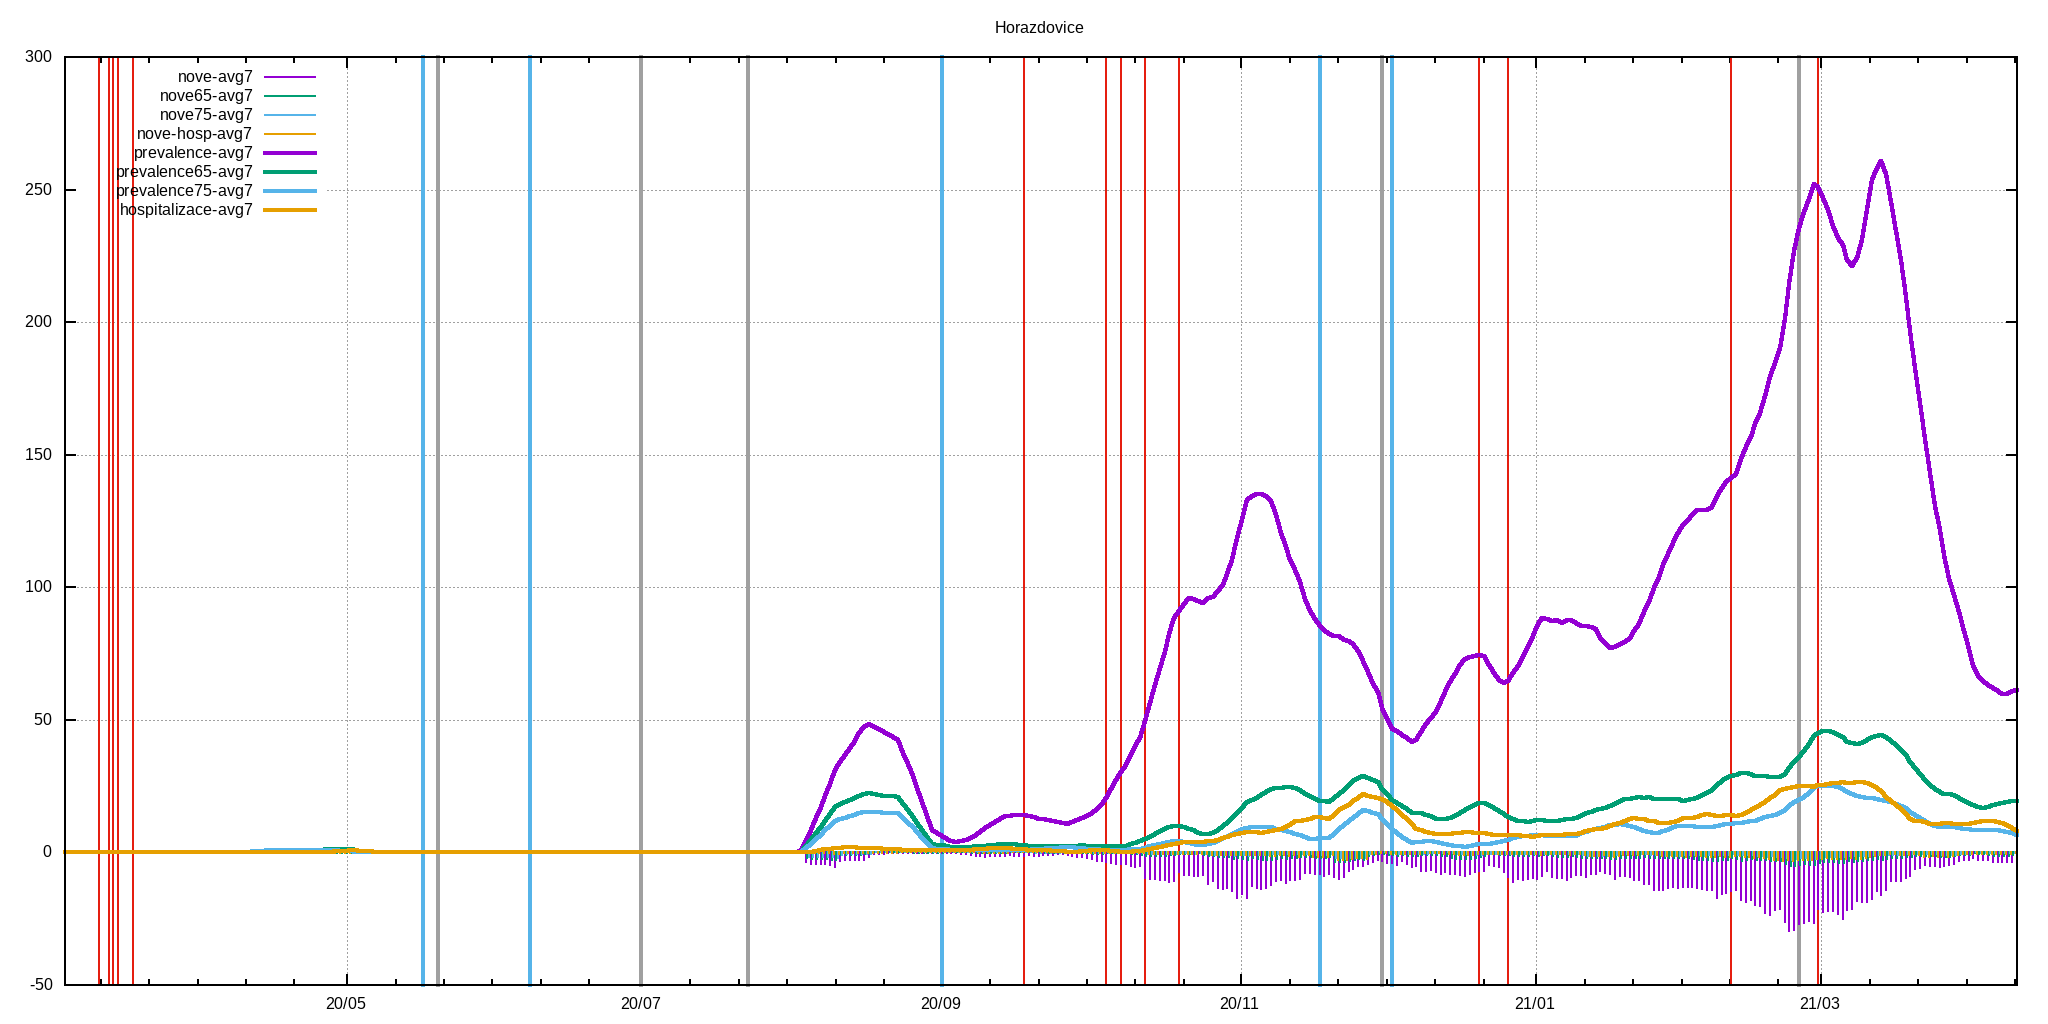 Horazdovice
300
250
200
150
100
50
0
-50
nove-avg7
nove65-avg7
nove75-avg7
nove-hosp-avg7
prevalence-avg7
prevalence65-avg7
prevalence75-avg7
hospitalizace-avg7
20/05
20/07
20/09
20/11
21/01
21/03